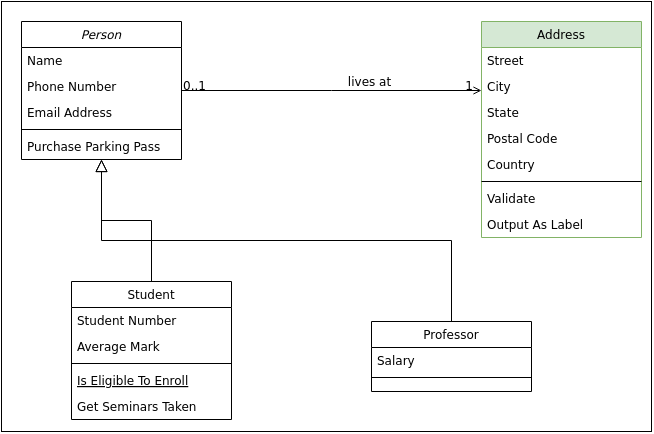 Person
Name
Phone Number
Email Address
Purchase Parking Pass
0..1
lives at
1
Address
Street
City
State
Postal Code
Country
Validate
Output As Label
Student
Student Number
Average Mark
Is Eligible To Enroll
Get Seminars Taken
Professor
Salary